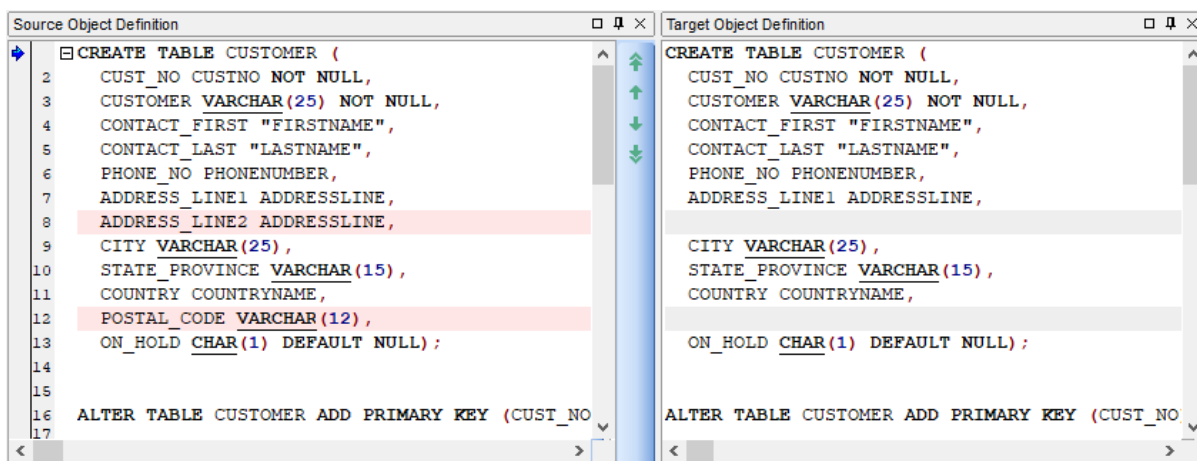 Source Object Definition
CREATE TABLE CUSTOMER (
2 CUST_NO CUSTNO NOT NULL,
3 CUSTOMER VARCHAR(25) NOT NULL,
4 CONTACT_FIRST "FIRSTNAME",
5 CONTACT_LAST "LASTNAME",
6 PHONE_NO PHONENUMBER,
7 ADDRESS_LINE1 ADDRESSLINE,
8 ADDRESS_LINE2 ADDRESSLINE,
9 CITY VARCHAR(25),
10 STATE_PROVINCE VARCHAR(15),
11 COUNTRY COUNTRYNAME,
12 POSTAL_CODE VARCHAR(12),
13 ON_HOLD CHAR(1) DEFAULT NULL);
14
15
16 ALTER TABLE CUSTOMER ADD PRIMARY KEY (CUST_NO
17
Target Object Definition
CREATE TABLE CUSTOMER (
CUST_NO CUSTNO NOT NULL,
CUSTOMER VARCHAR(25) NOT NULL,
CONTACT_FIRST "FIRSTNAME",
CONTACT_LAST "LASTNAME",
PHONE_NO PHONENUMBER,
ADDRESS_LINE1 ADDRESSLINE,
CITY VARCHAR(25),
STATE_PROVINCE VARCHAR(15),
COUNTRY COUNTRYNAME,
ON_HOLD CHAR(1) DEFAULT NULL);
ALTER TABLE CUSTOMER ADD PRIMARY KEY (CUST_NO